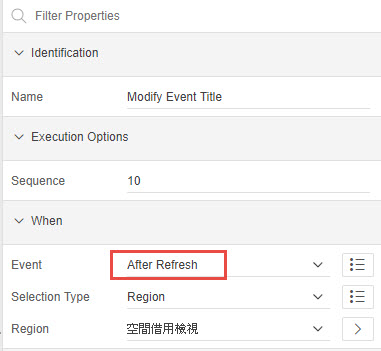 Filter Properties
Identification
Name Modify Event Title
Execution Options
Sequence 10
When
Event After Refresh
Selection Type Region
Region 空間借用檢視